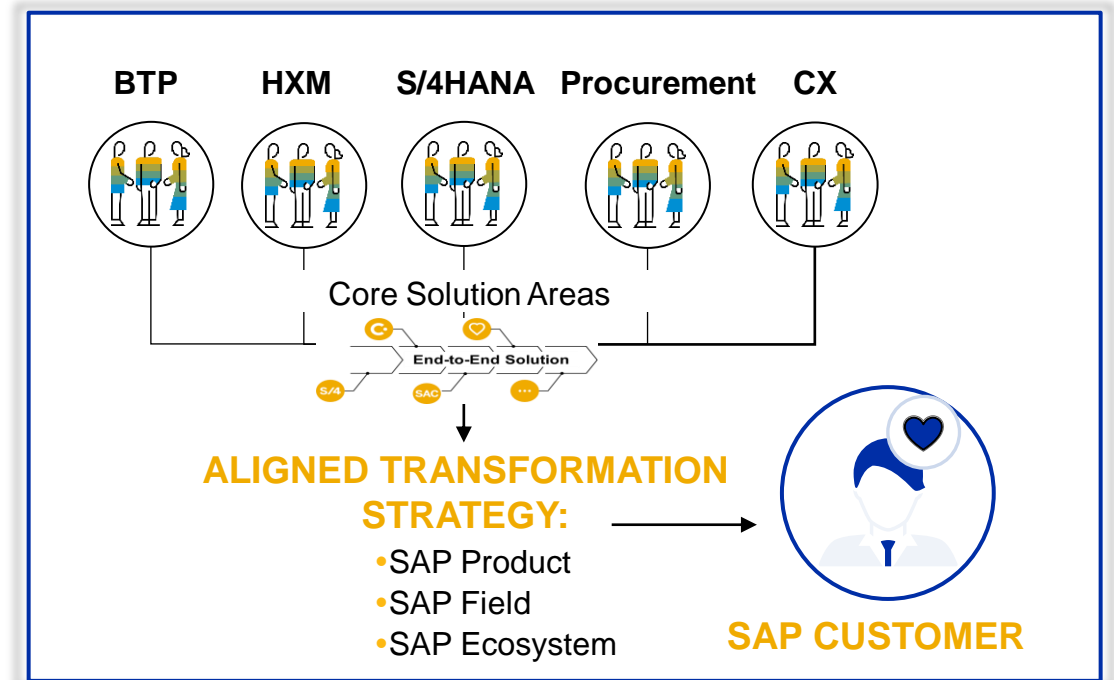 BTP HXM S/4HANA Procurement CX
Core Solution Areas
End-to-End Solution
S/4 SAC
ALIGNED TRANSFORMATION
STRATEGY:
•SAP Product
•SAP Field
•SAP Ecosystem
SAP CUSTOMER